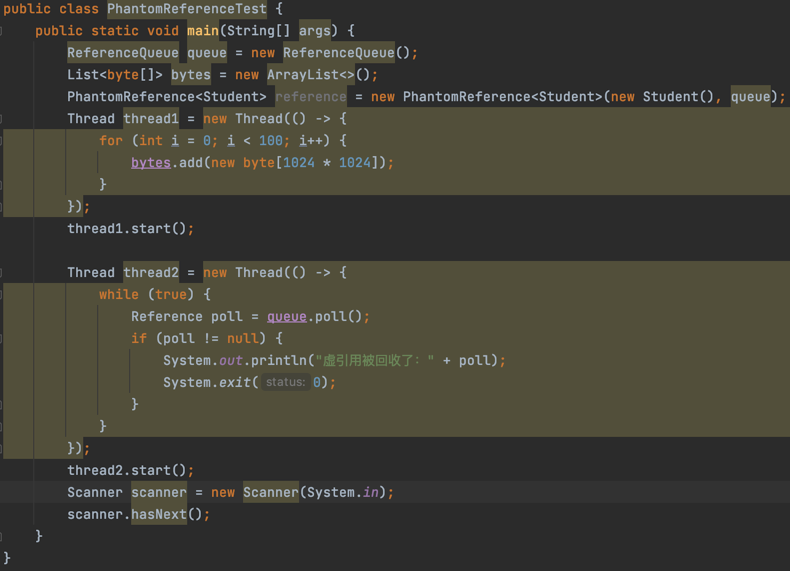 public class PhantomReferenceTest {
    public static void main(String[] args) {
        ReferenceQueue queue = new ReferenceQueue();
        List<byte[]> bytes = new ArrayList<>();
        PhantomReference<Student> reference = new PhantomReference<Student>(new Student(), queue);
        Thread thread1 = new Thread(() -> {
            for (int i = 0; i < 100; i++) {
                bytes.add(new byte[1024 * 1024]);
            }
        });
        thread1.start();

        Thread thread2 = new Thread(() -> {
            while (true) {
                Reference poll = queue.poll();
                if (poll != null) {
                    System.out.println("虚引用被回收了：" + poll);
                    System.exit( status: 0);
                }
            }
        });
        thread2.start();
        Scanner scanner = new Scanner(System.in);
        scanner.hasNext();
    }
}